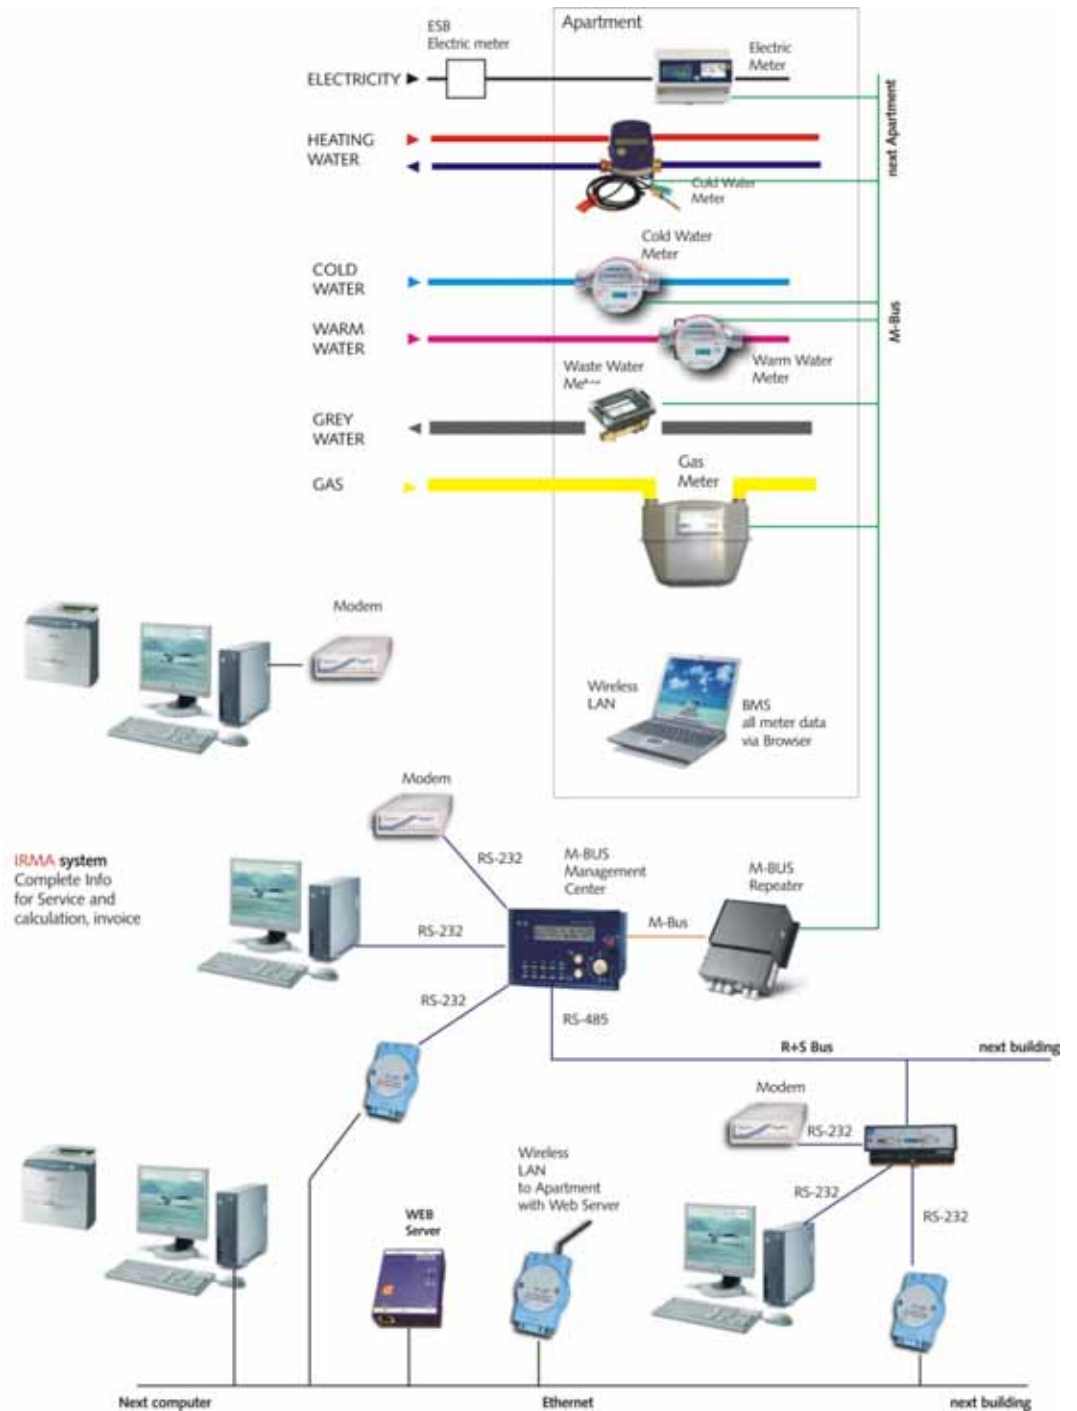 ESB
Electric meter
Apartment
Electric
Meter
ELECTRICITY
next Apartment
HEATING
WATER
Cold Water
Meter
Cold Water
Meter
COLD
WATER
M-Bus
WARM
WATER
Waste Water
Meter
Warm Water
Meter
GREY
WATER
Gas
Meter
GAS
Modem
Wireless
LAN
BMS
all meter data
via Browser
Modem
IRMA system
Complete Info
for Service and
calculation, invoice
RS-232
M-BUS
Management
Center
M-BUS
Repeater
RS-232
M-Bus
RS-232
RS-485
R+S Bus
next building
Modem
RS-232
Wireless
LAN
to Apartment
with Web Server
RS-232
WEB
Server
RS-232
Next computer
Ethernet
next building